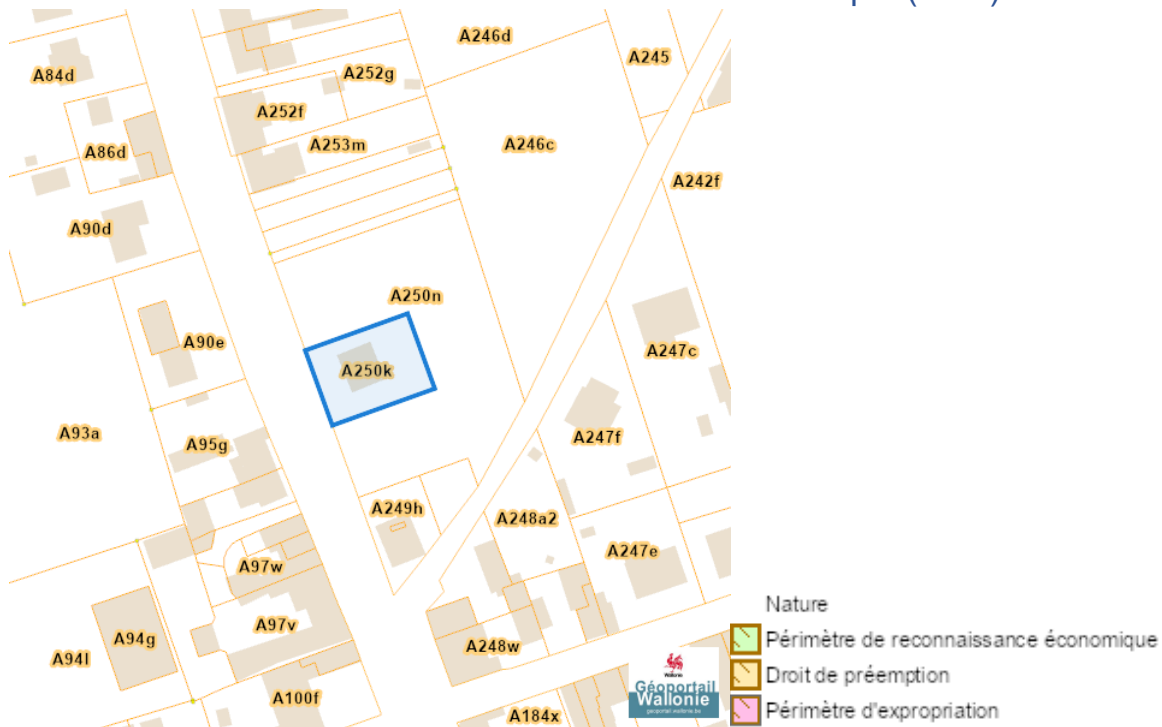 A246d
A245
A84d
A252g
A252f
A253m
A246c
A86d
A242f
A90d
A250n
A90e
A247c
A250k
A93a
A95g
A247f
A249h
A248a2
A247e
A97w
A97v
A94g
A94l
A248w
A100f
A184x
Wallonie
Géoportail
Wallonie
geoportail.wallonie.be
Nature
Périmètre de reconnaissance économique
Droit de préemption
Périmètre d'expropriation